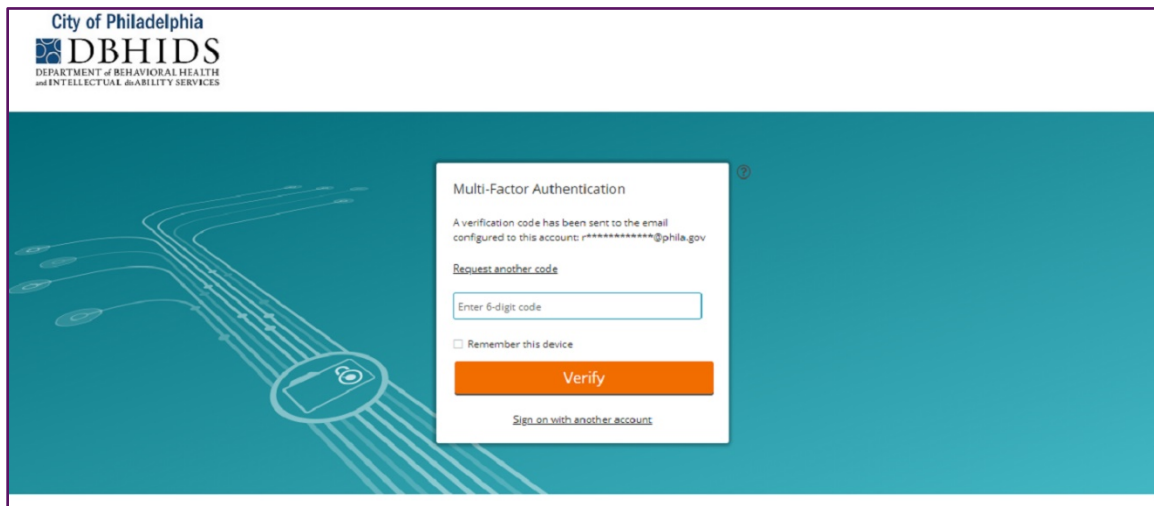 City of Philadelphia
DBHIDS
DEPARTMENT of BEHAVIORAL HEALTH
and INTELLECTUAL disABILITY SERVICES
?
Multi-Factor Authentication
A verification code has been sent to the email
configured to this account: r************@phila.gov
Request another code
Enter 6-digit code
Remember this device
Verify
Sign on with another account